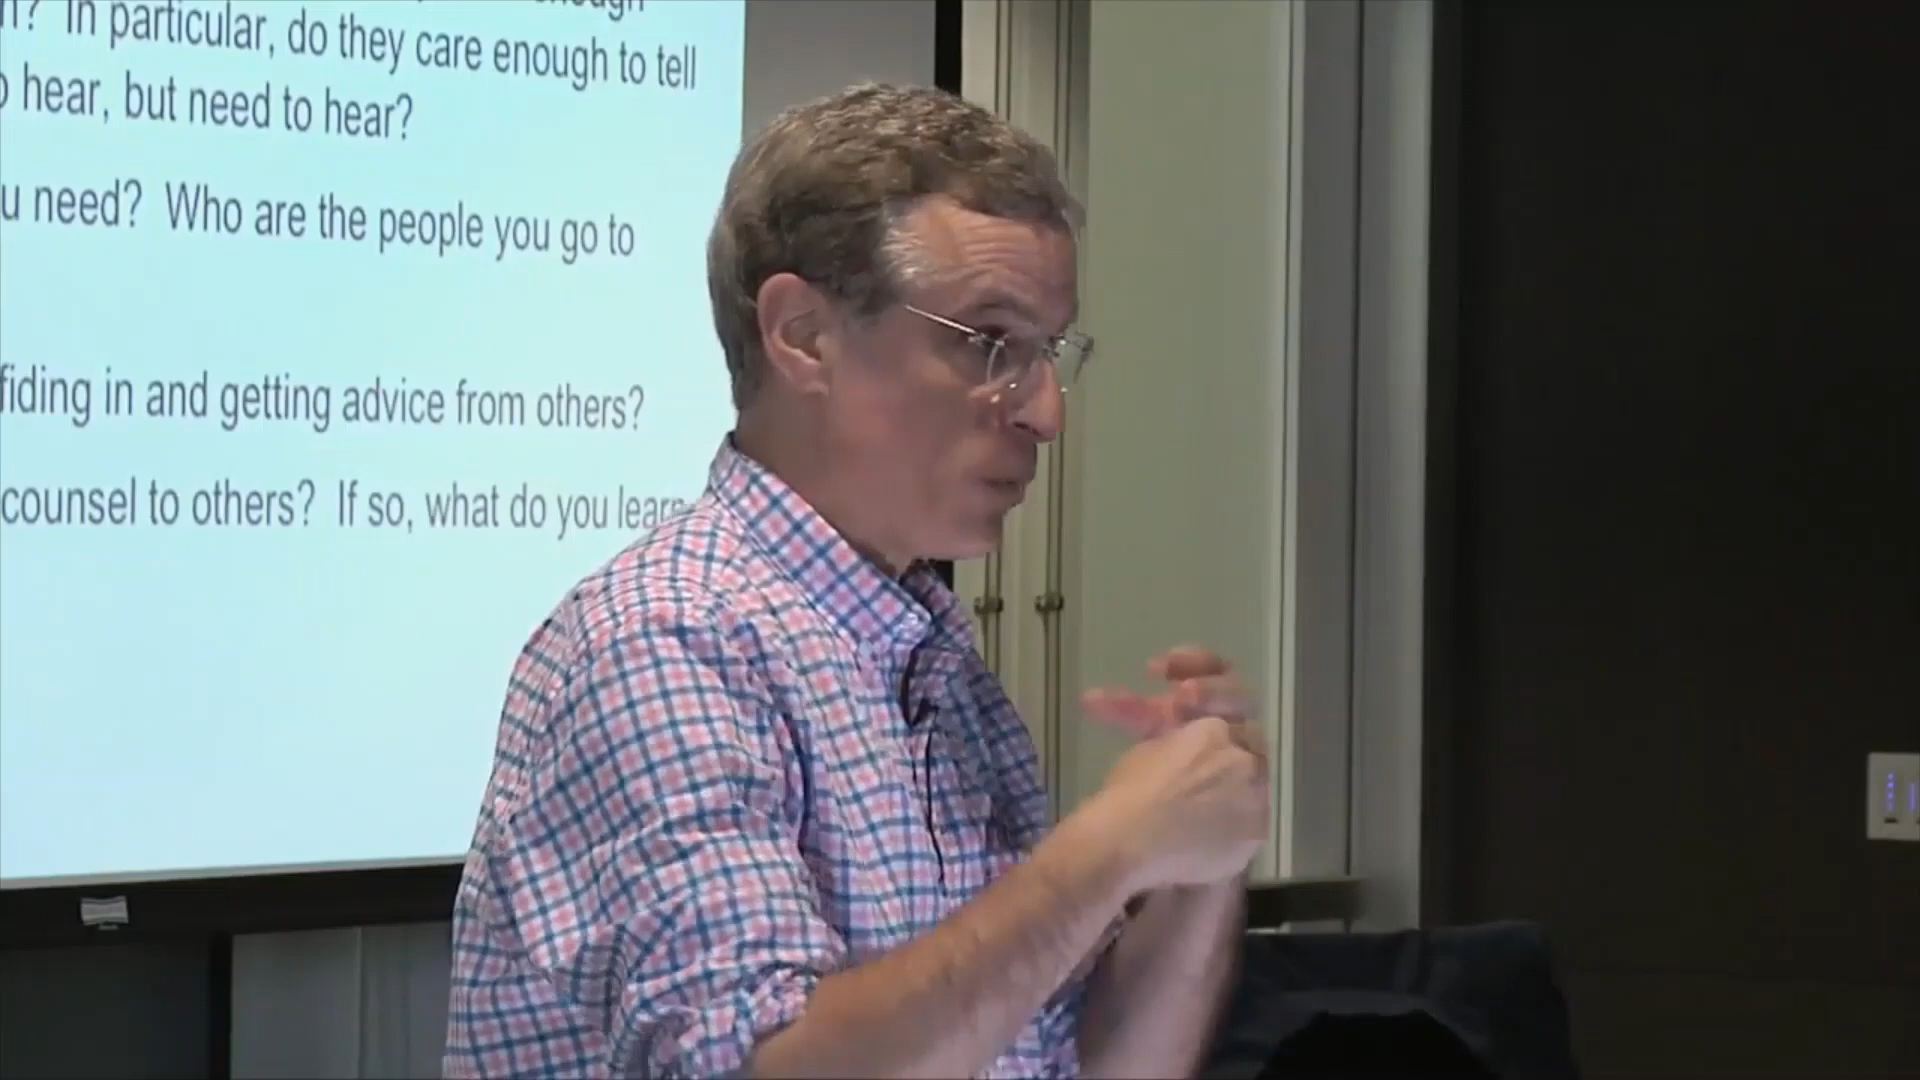 In particular, do they care enough to tell
hear, but need to hear?
u need? Who are the people you go to
fiding in and getting advice from others?
counsel to others? If so, what do you learn